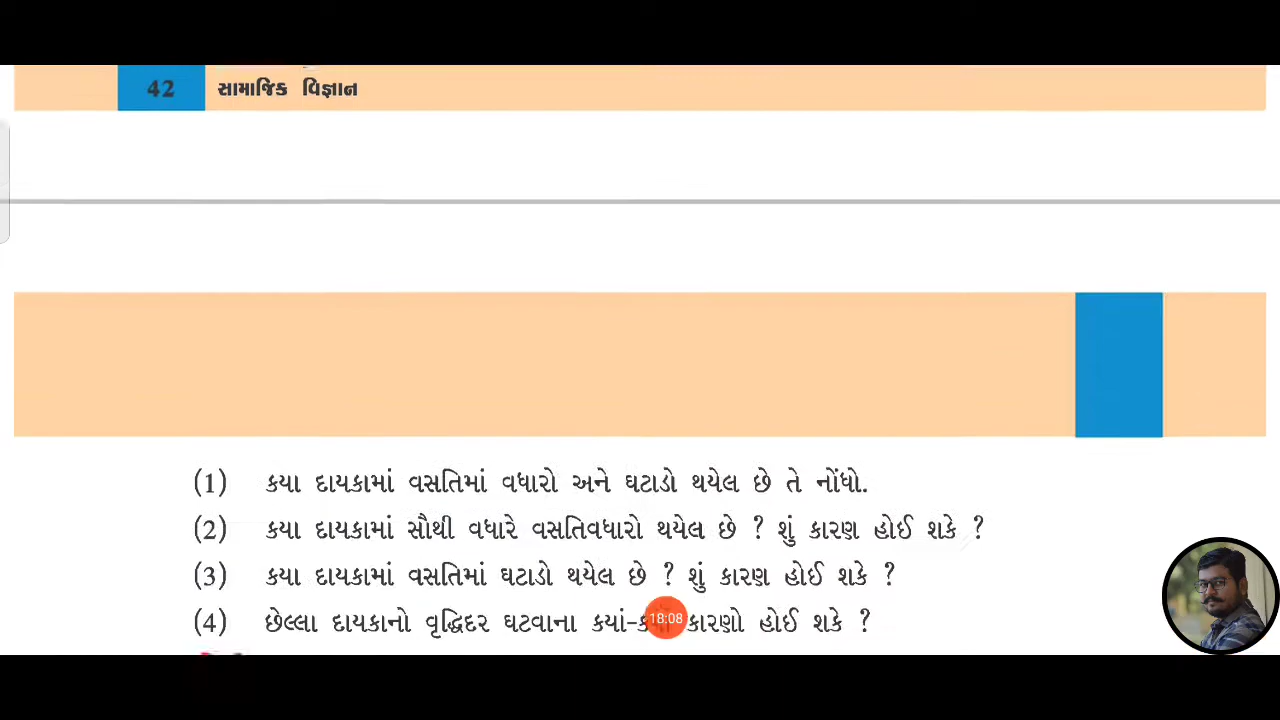 42 સામાજિક વિજ્ઞાન
(1) કયા દાયકામાં વસતિમાં વધારો અને ઘટાડો થયેલ છે તે નોંધો.
(2) કયા દાયકામાં સૌથી વધારે વસતિવધારો થયેલ છે ? શું કારણ હોઈ શકે ?
(3) કયા દાયકામાં વસતિમાં ઘટાડો થયેલ છે ? શું કારણ હોઈ શકે ?
(4) છેલ્લા દાયકાનો વૃદ્ધિદર ઘટવાના કયાં- 18:08 કારણો હોઈ શકે ?